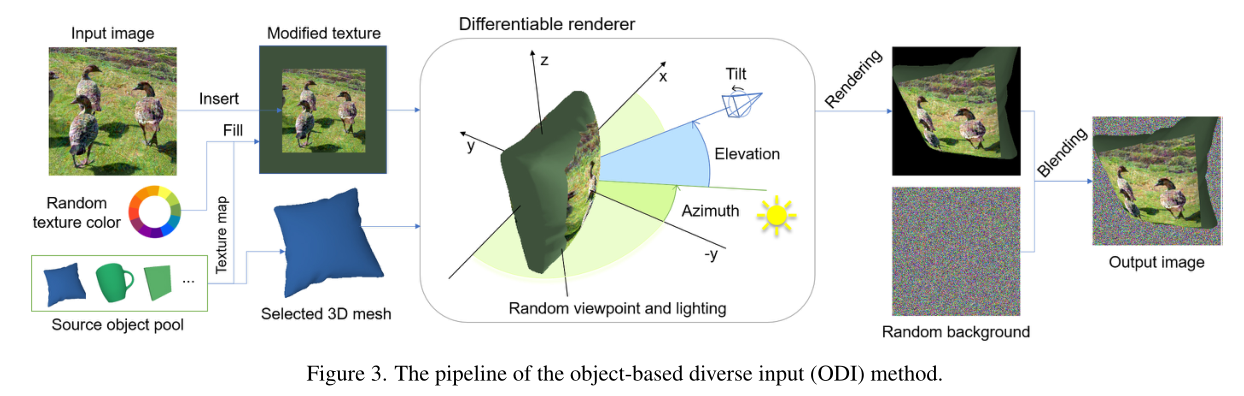 Differentiable renderer
Input image
Modified texture
Insert
Fill
Random
texture color
Texture map
...
Source object pool
Selected 3D mesh
z
x
y
-y
Tilt
Elevation
Azimuth
Random viewpoint and lighting
Rendering
Random background
Blending
Output image
Figure 3. The pipeline of the object-based diverse input (ODI) method.